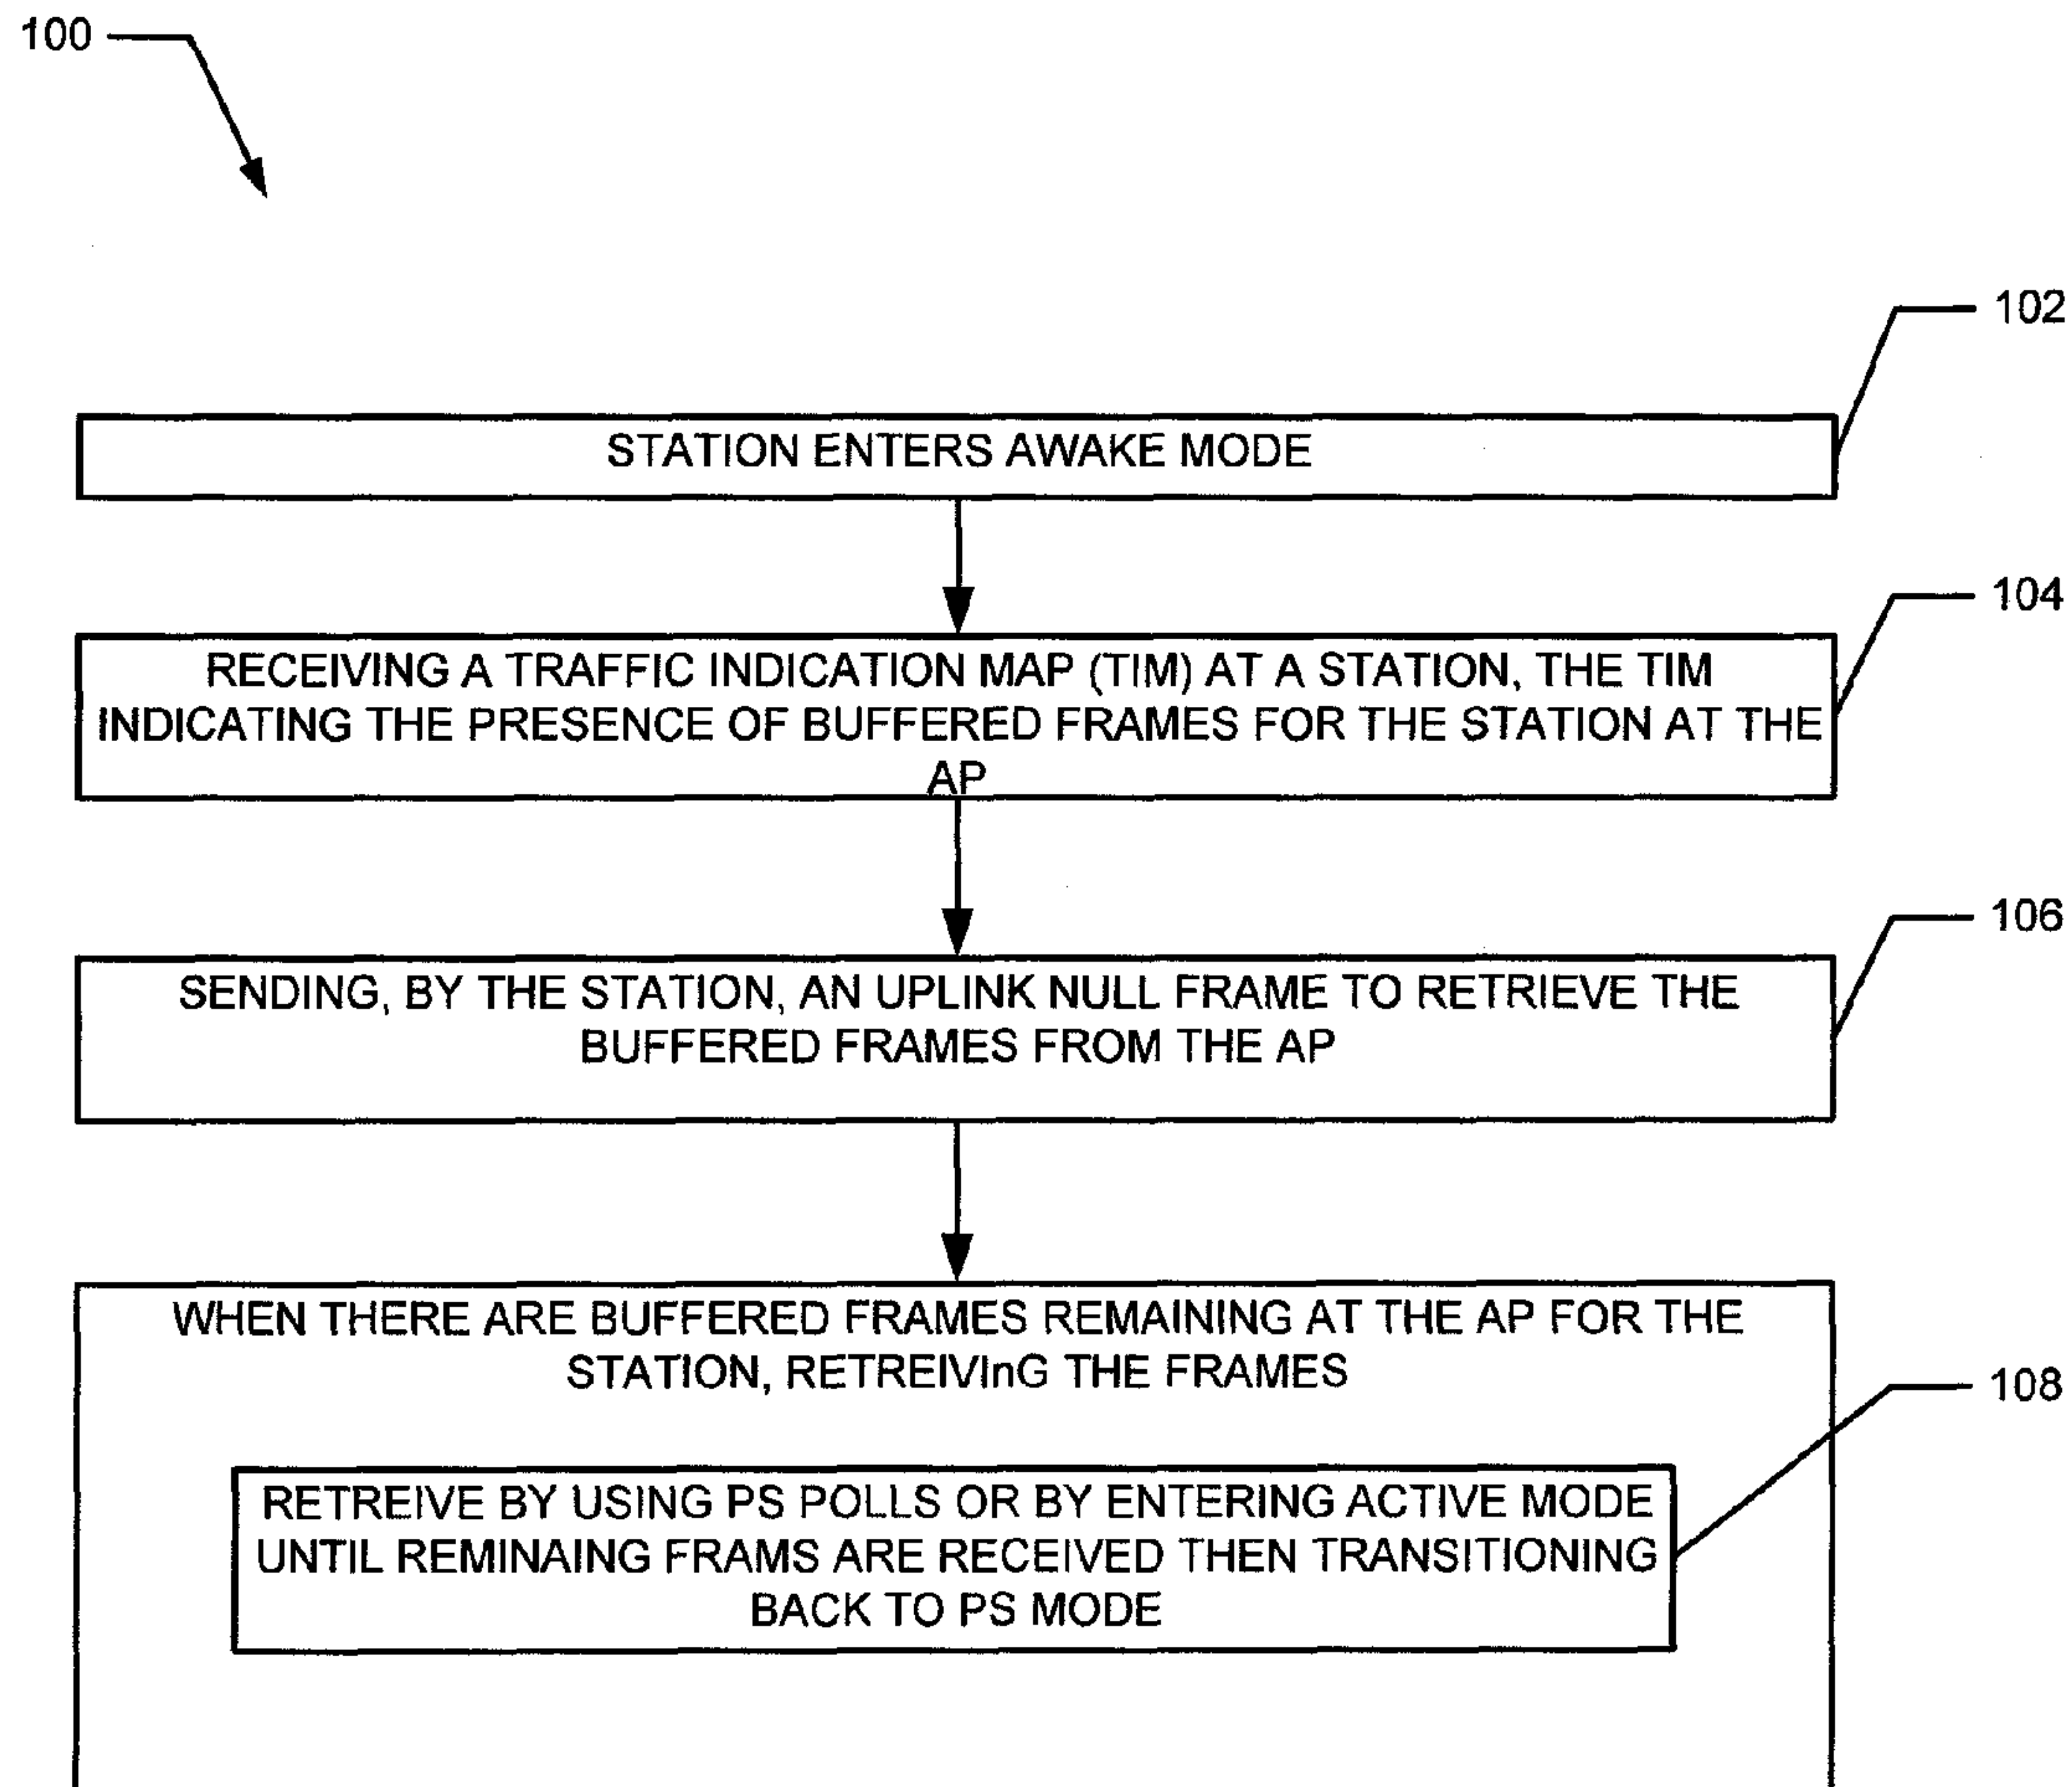 100
102
STATION ENTERS AWAKE MODE
104
RECEIVING A TRAFFIC INDICATION MAP (TIM) AT A STATION, THE TIM
INDICATING THE PRESENCE OF BUFFERED FRAMES FOR THE STATION AT THE
AP
106
SENDING, BY THE STATION, AN UPLINK NULL FRAME TO RETRIEVE THE
BUFFERED FRAMES FROM THE AP
WHEN THERE ARE BUFFERED FRAMES REMAINING AT THE AP FOR THE
STATION, RETREIVInG THE FRAMES
108
RETREIVE BY USING PS POLLS OR BY ENTERING ACTIVE MODE
UNTIL REMINAING FRAMS ARE RECEIVED THEN TRANSITIONING
BACK TO PS MODE